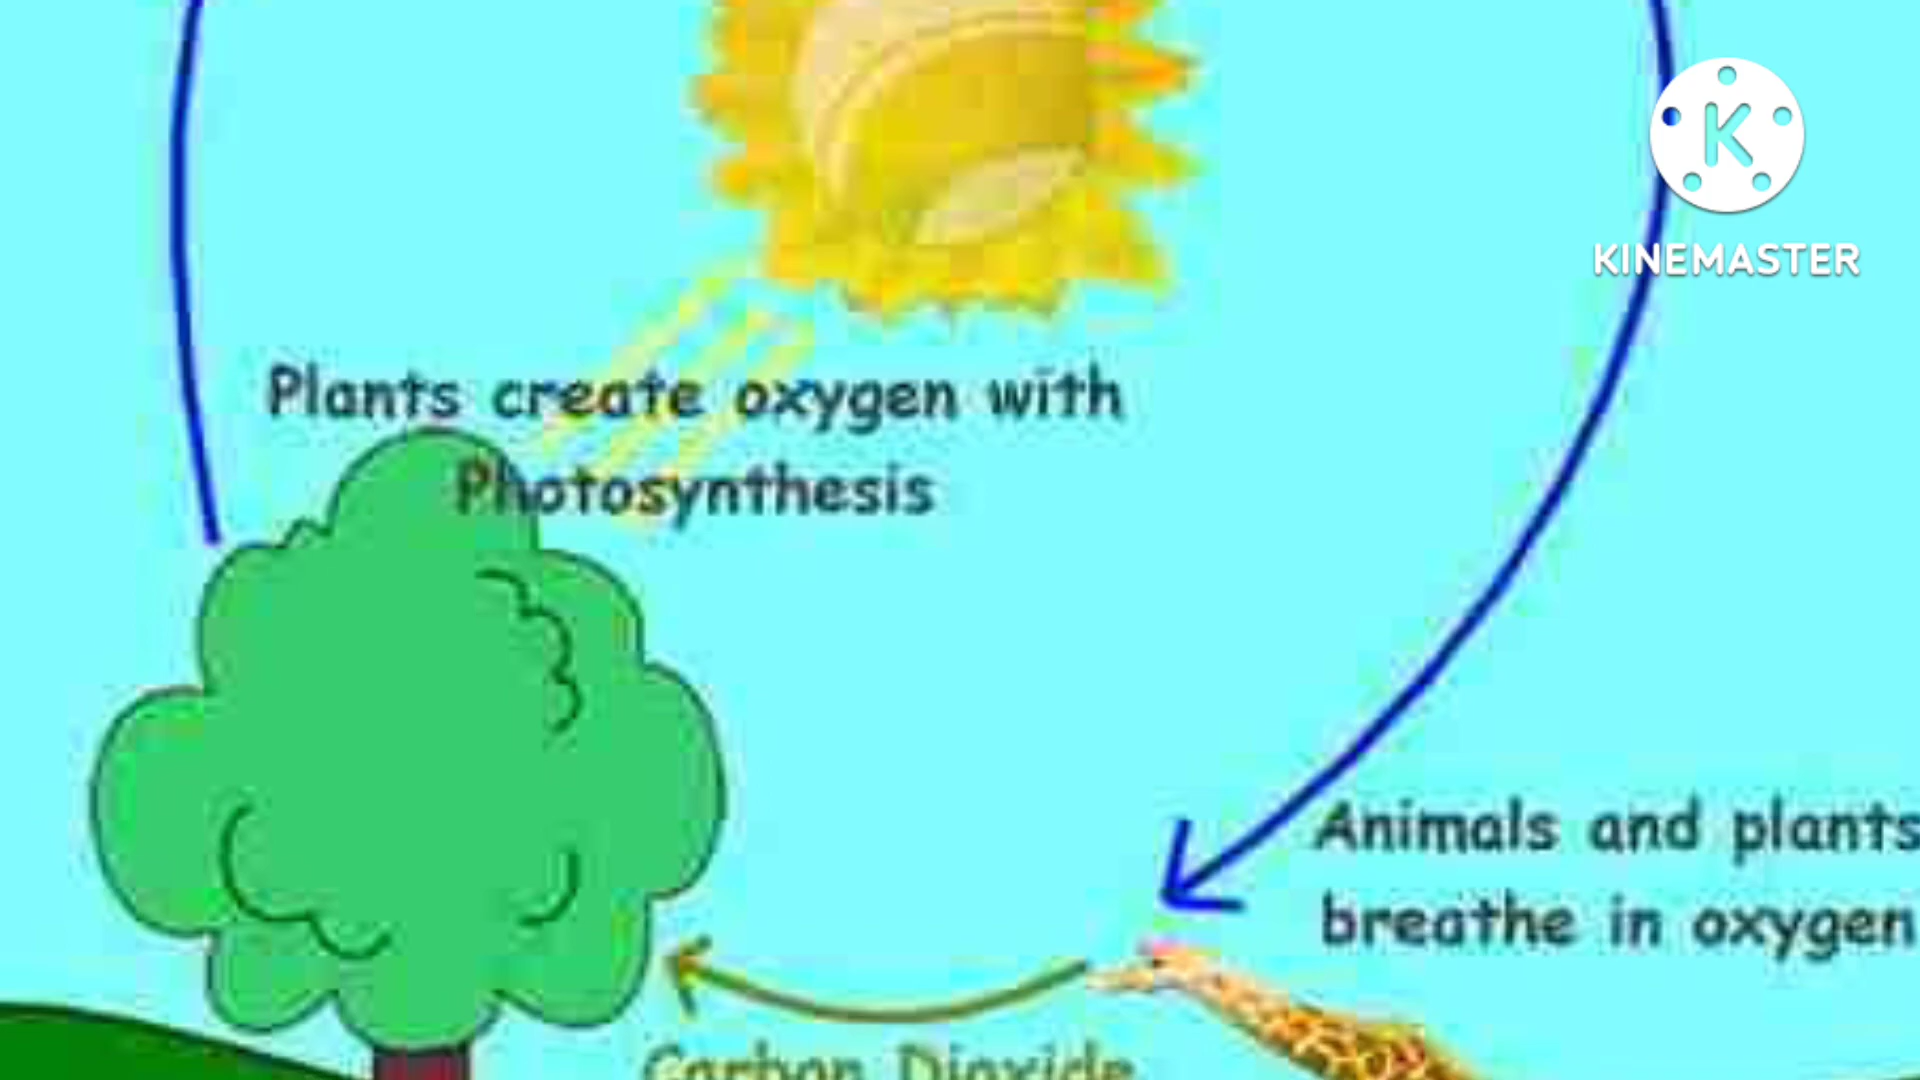 KINEMASTER
Plants create oxygen with
Photosynthesis
Animals and plants
breathe in oxygen
Carbon Dioxide